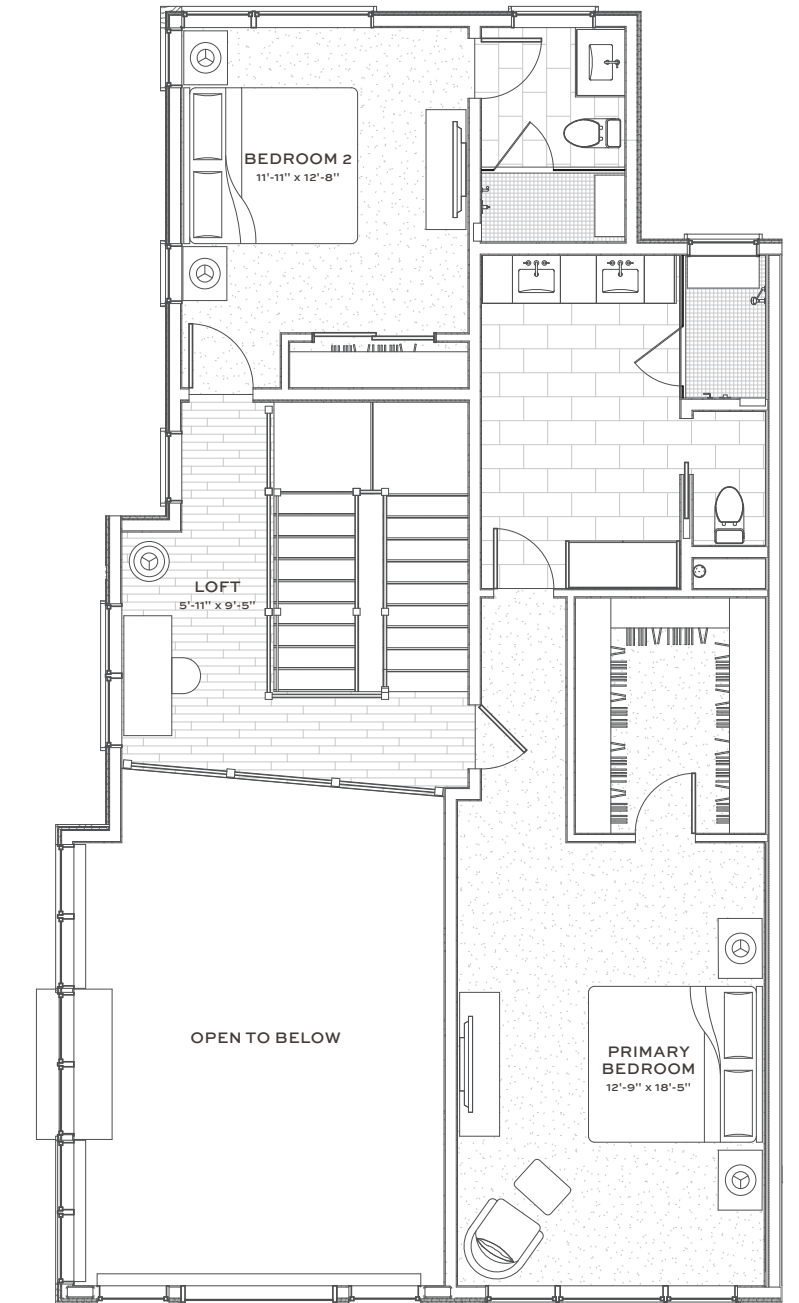 BEDROOM 2
11'-11" x 12'-8"
LOFT
5'-11" x 9'-5"
OPEN TO BELOW
PRIMARY
BEDROOM
12'-9" x 18'-5"